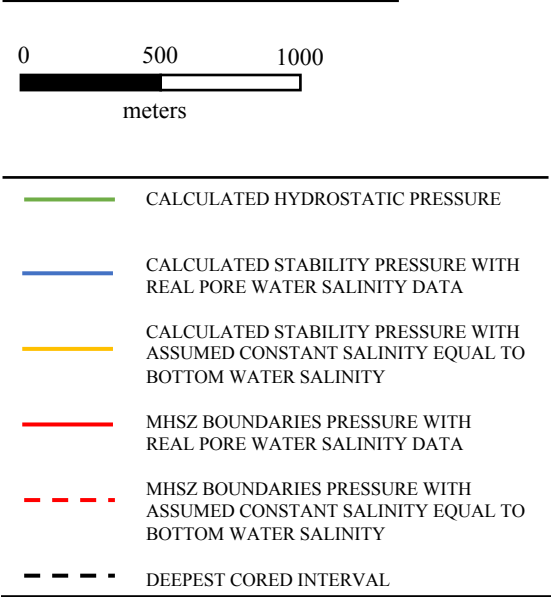 0 500 1000
meters
CALCULATED HYDROSTATIC PRESSURE
CALCULATED STABILITY PRESSURE WITH
REAL PORE WATER SALINITY DATA
CALCULATED STABILITY PRESSURE WITH
ASSUMED CONSTANT SALINITY EQUAL TO
BOTTOM WATER SALINITY
MHSZ BOUNDARIES PRESSURE WITH
REAL PORE WATER SALINITY DATA
MHSZ BOUNDARIES PRESSURE WITH
ASSUMED CONSTANT SALINITY EQUAL TO
BOTTOM WATER SALINITY
DEEPEST CORED INTERVAL